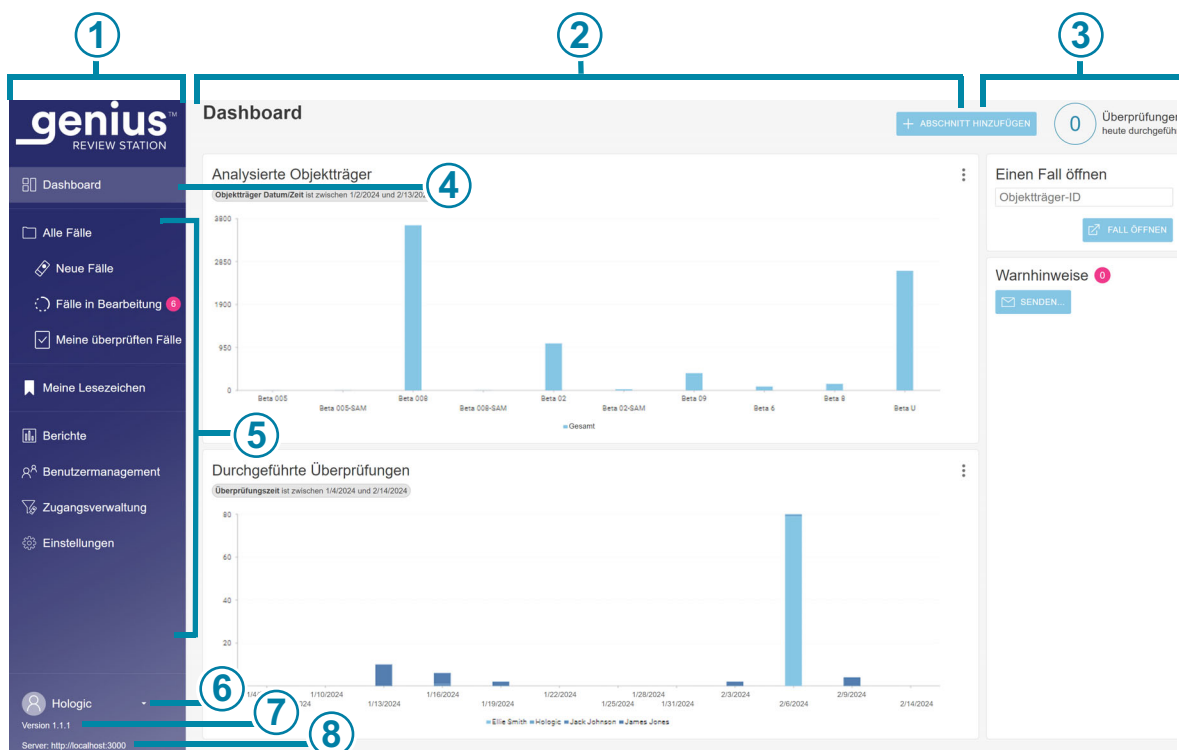 1
2
3
genius™
REVIEW STATION
Dashboard
Alle Fälle
Neue Fälle
Fälle in Bearbeitung 6
Meine überprüften Fälle
Meine Lesezeichen
Berichte
Benutzermanagement
Zugangsverwaltung
Einstellungen
Hologic
Version 1.1.1
Server: http://localhost:3000
4
5
6
7
8
Dashboard
+ ABSCHNITT HINZUFÜGEN
0
Überprüfungen
heute durchgefüh
Analysierte Objektträger
Objektträger Datum/Zeit ist zwischen 1/2/2024 und 2/13/202
3800
2850
1900
950
0
Beta 005
Beta 005-SAM
Beta 008
Beta 008-SAM
Beta 02
Beta 02-SAM
Beta 09
Beta 6
Beta 8
Beta U
Gesamt
Durchgeführte Überprüfungen
Überprüfungszeit ist zwischen 1/4/2024 und 2/14/2024
80
60
40
20
1/4
024
1/10/2024
1/13/2024
1/16/2024
1/19/2024
1/22/2024
1/25/2024
1/28/2024
1/31/2024
2/3/2024
2/6/2024
2/9/2024
2/14/2024
Ellie Smith Hologic Jack Johnson James Jones
Einen Fall öffnen
Objektträger-ID
FALL ÖFFNEN
Warnhinweise 0
SENDEN...